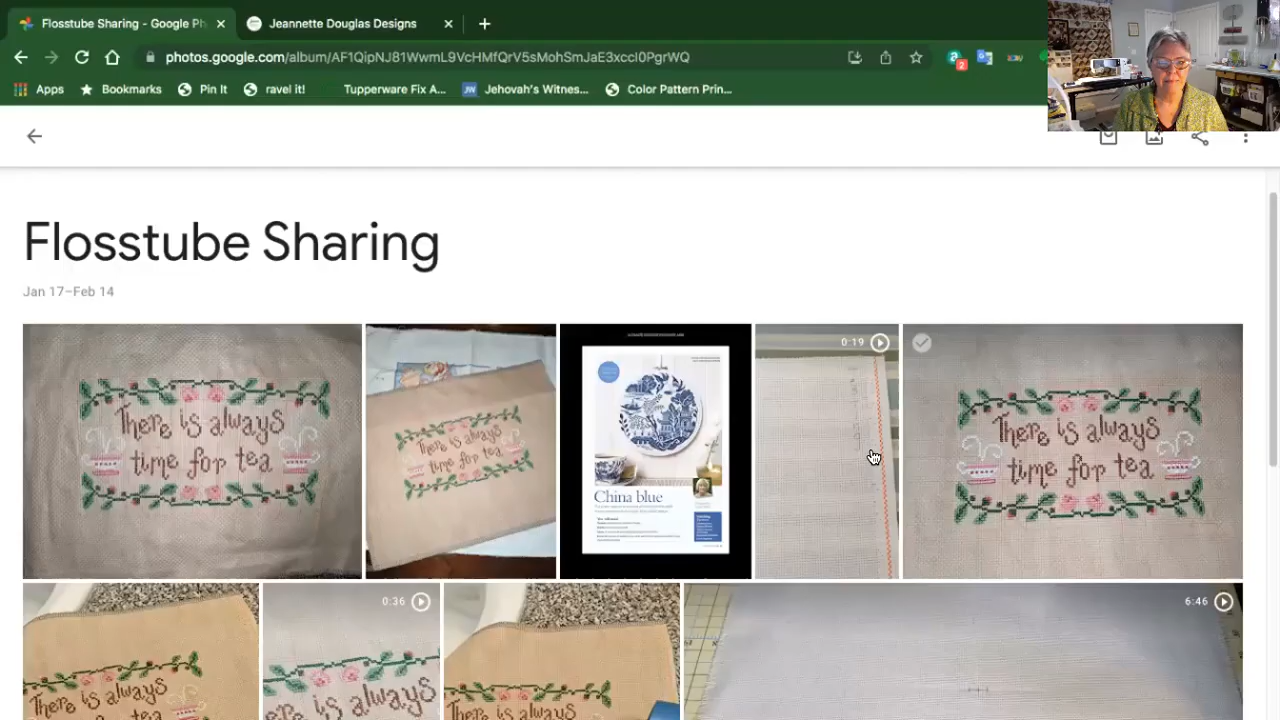 Flosstube Sharing - Google Ph
Jeannette Douglas Designs
photos.google.com/album/AF1QipNJ81WwmL9VcHMfQrV5sMohSmJaE3xccI0PgrWQ
Apps
Bookmarks
Pin It
ravel it!
Tupperware Fix A...
Jehovah's Witnes...
Color Pattern Prin...
2
ebay
JW
Flosstube Sharing
Jan 17–Feb 14
There is always
time for tea
There is always
time for tea
China blue
0:19
There is always
time for tea
There is always
0:36
There is always
6:46